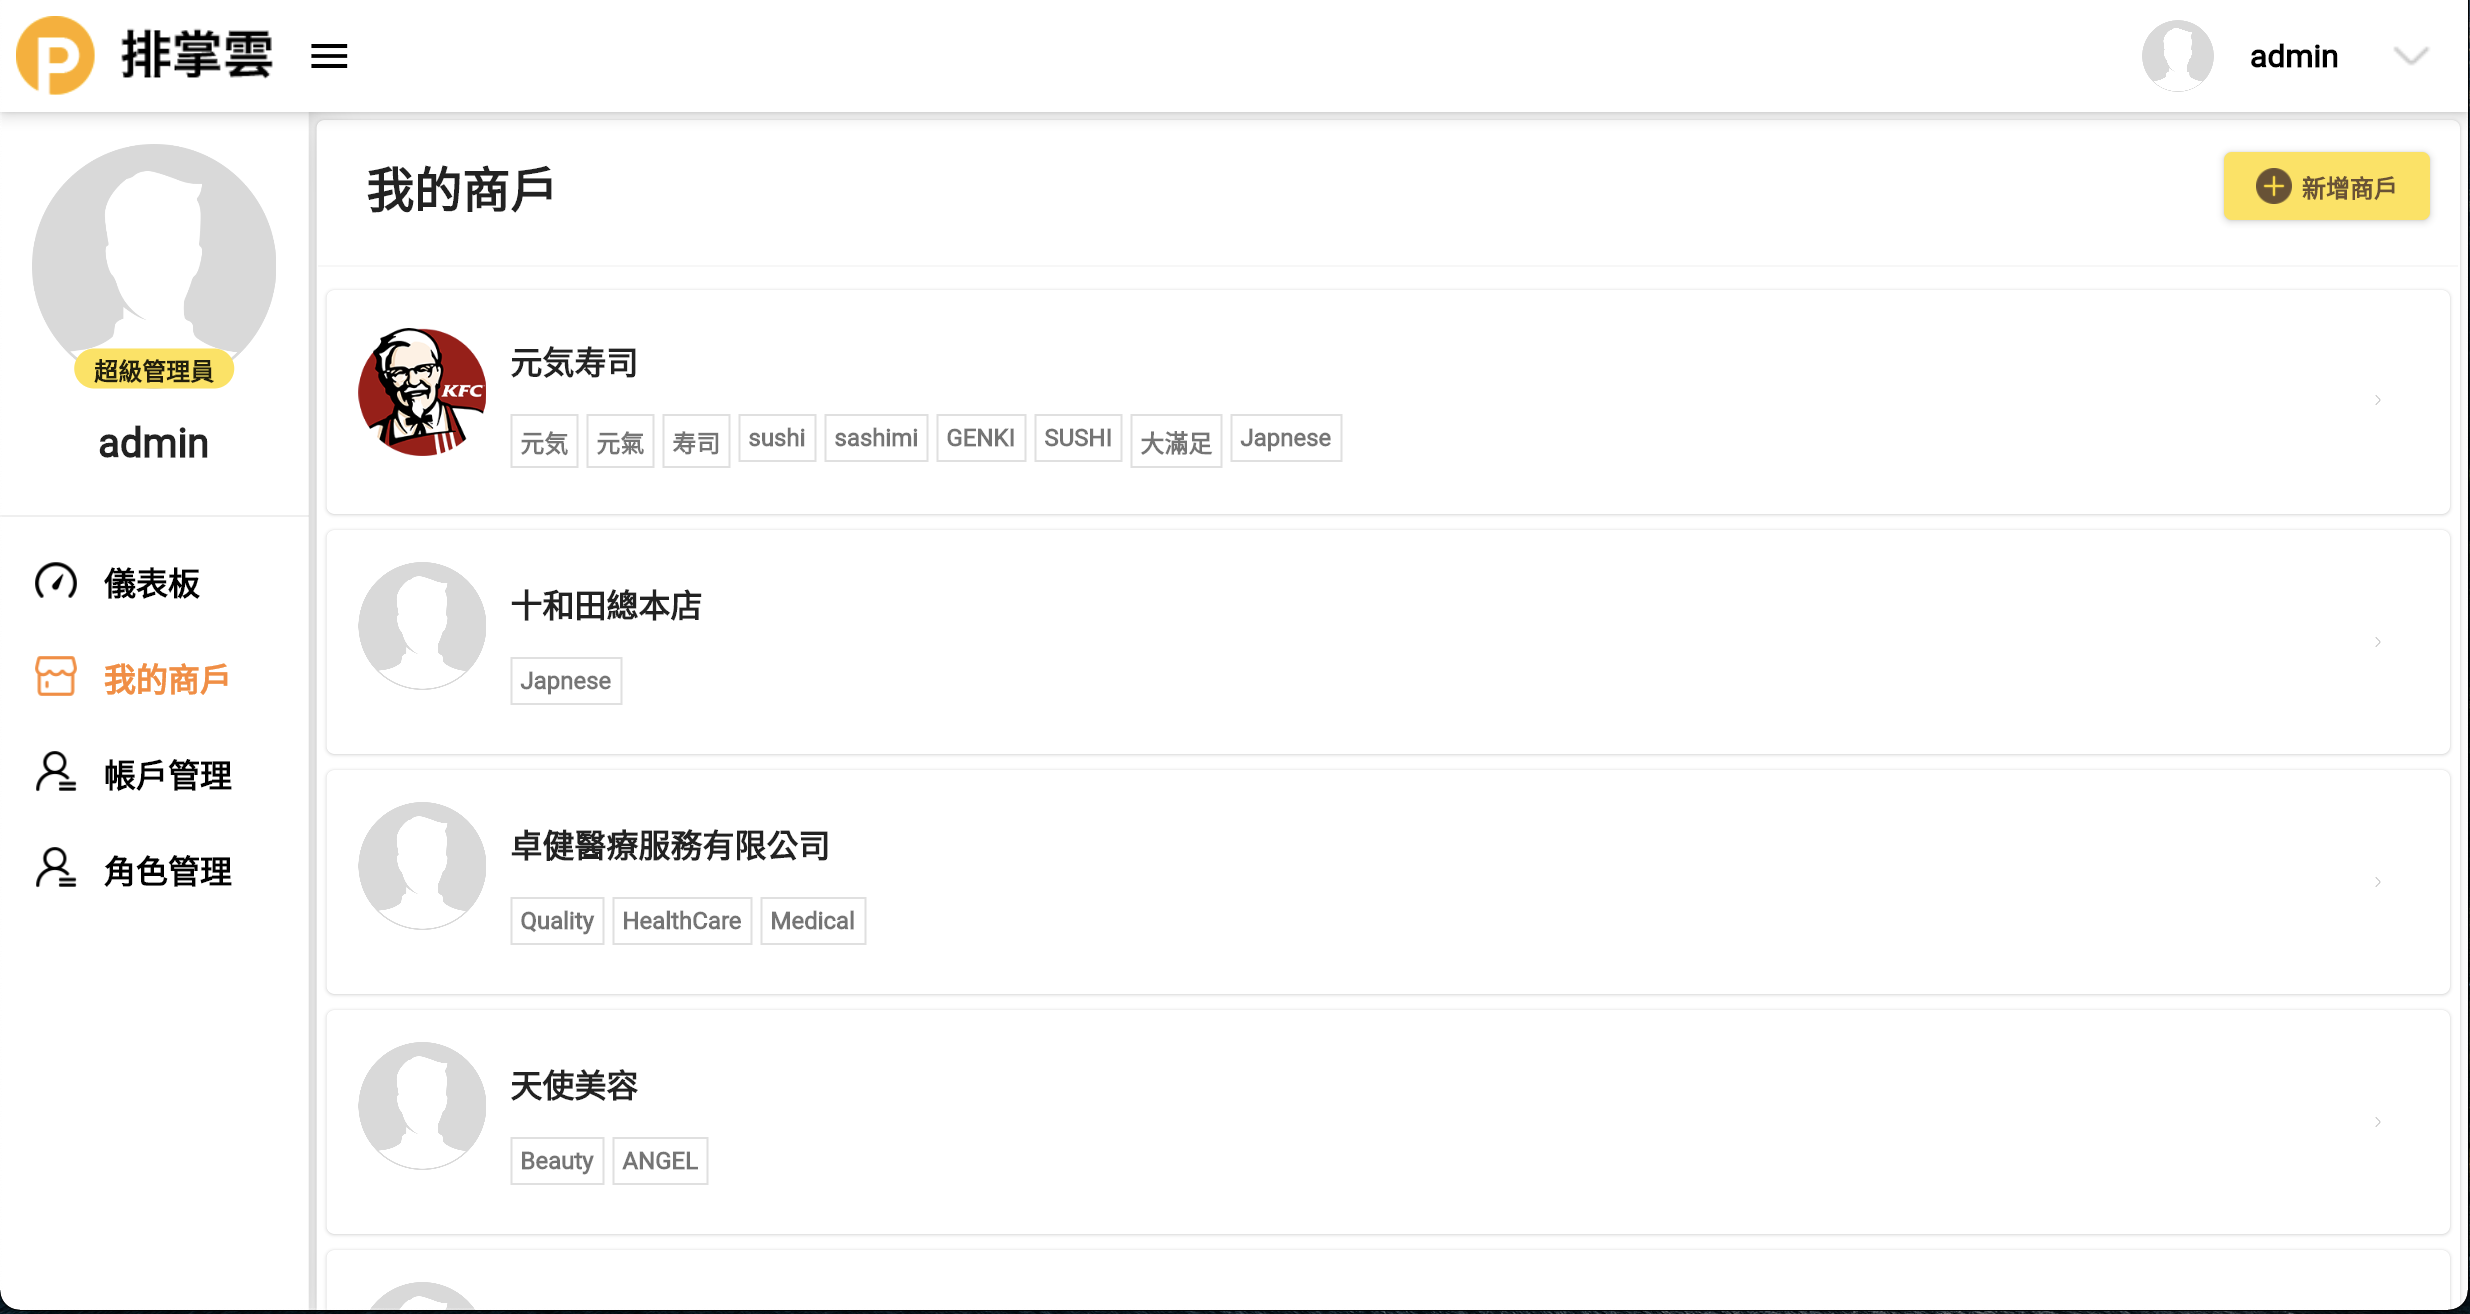 排掌雲
admin
超級管理員
admin
儀表板
我的商戶
帳戶管理
角色管理
我的商戶
新增商戶
KFC
元気寿司
元気 元氣 寿司 sushi sashimi GENKI SUSHI 大滿足 Japnese
十和田總本店
Japnese
卓健醫療服務有限公司
Quality HealthCare Medical
天使美容
Beauty ANGEL